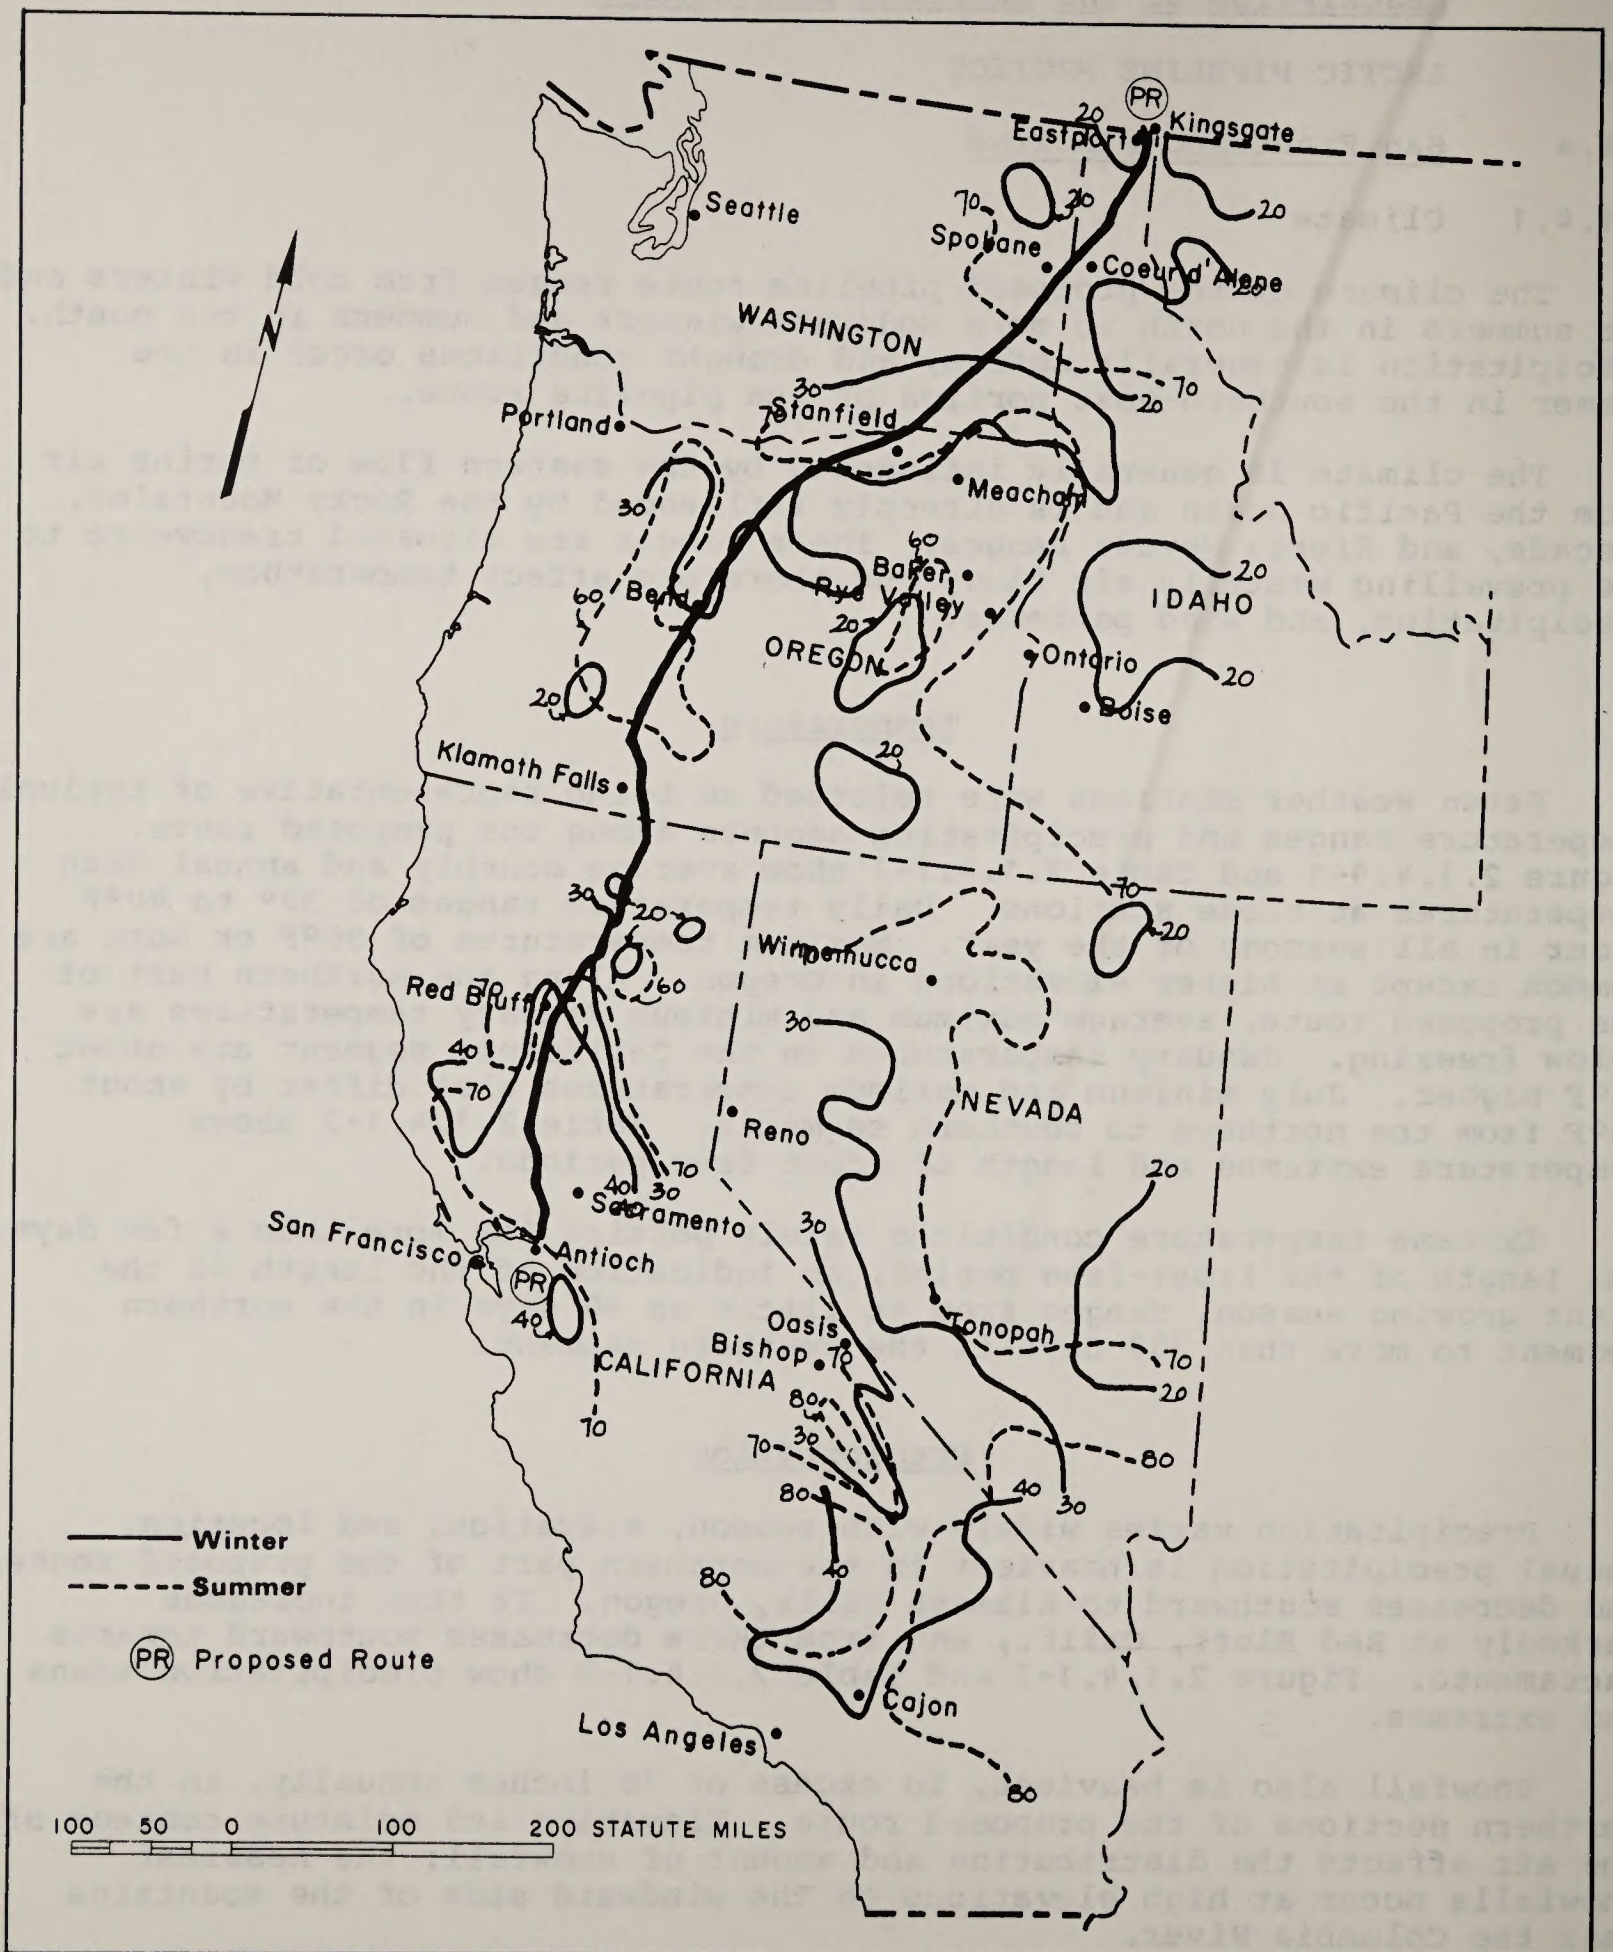 PR
20
Eastport
Kingsgate
20
70
20
Spokane
Seattle
Coeur d'Alene
20
WASHINGTON
30
70
20
70
Stanfield
Portland
Meacham
30
60
Baker
Rye Valley
20
IDAHO
60
Bend
20
OREGON
Ontario
20
20
Boise
Klamath Falls
20
70
30
20
20
Winnemucca
Red Bluff
70
60
30
40
70
NEVADA
Reno
70
40
30
40
Sacramento
20
30
San Francisco
Antioch
PR
40
Oasis
Tonopah
Bishop
70
70
CALIFORNIA
20
80
70
30
70
80
80
40
30
Winter
Summer
40
80
PR Proposed Route
Cajon
Los Angeles
80
100 50 0 100 200 STATUTE MILES
N